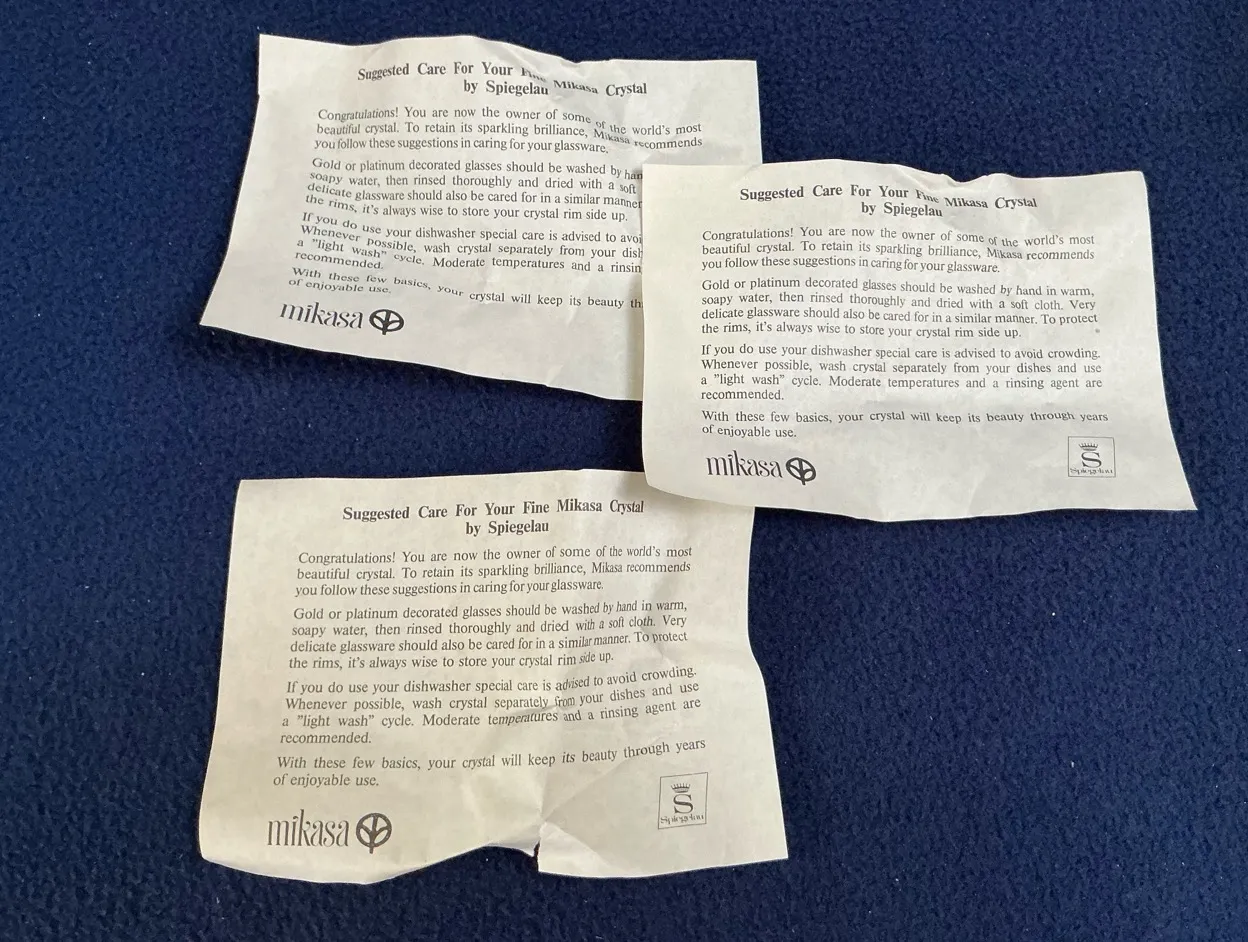 Suggested Care For Your Fine Mikasa Crystal
by Spiegelau
Congratulations! You are now the owner of some of the world's most
beautiful crystal. To retain its sparkling brilliance, Mikasa recommends
you follow these suggestions in caring for your glassware.
Gold or platinum decorated glasses should be washed by han
soapy water, then rinsed thoroughly and dried with a soft
delicate glassware should also be cared for in a similar manner
the rims, it's always wise to store your crystal rim side up.
If you do use your dishwasher special care is advised to avoi
Whenever possible, wash crystal separately from your dish
a "light wash" cycle. Moderate temperatures and a rinsin
recommended.
With these few basics, your crystal will keep its beauty th
of enjoyable use.
mikasa
Suggested Care For Your Fine Mikasa Crystal
by Spiegelau
Congratulations! You are now the owner of some of the world's most
beautiful crystal. To retain its sparkling brilliance, Mikasa recommends
you follow these suggestions in caring for your glassware.
Gold or platinum decorated glasses should be washed by hand in warm,
soapy water, then rinsed thoroughly and dried with a soft cloth. Very
delicate glassware should also be cared for in a similar manner. To protect
the rims, it's always wise to store your crystal rim side up.
If you do use your dishwasher special care is advised to avoid crowding.
Whenever possible, wash crystal separately from your dishes and use
a "light wash" cycle. Moderate temperatures and a rinsing agent are
recommended.
With these few basics, your crystal will keep its beauty through years
of enjoyable use.
mikasa
S
Spiegelau
Suggested Care For Your Fine Mikasa Crystal
by Spiegelau
Congratulations! You are now the owner of some of the world's most
beautiful crystal. To retain its sparkling brilliance, Mikasa recommends
you follow these suggestions in caring for your glassware.
Gold or platinum decorated glasses should be washed by hand in warm,
soapy water, then rinsed thoroughly and dried with a soft cloth. Very
delicate glassware should also be cared for in a similar manner. To protect
the rims, it's always wise to store your crystal rim side up.
If you do use your dishwasher special care is advised to avoid crowding.
Whenever possible, wash crystal separately from your dishes and use
a "light wash" cycle. Moderate temperatures and a rinsing agent are
recommended.
With these few basics, your crystal will keep its beauty through years
of enjoyable use.
mikasa
S
Spiegelau